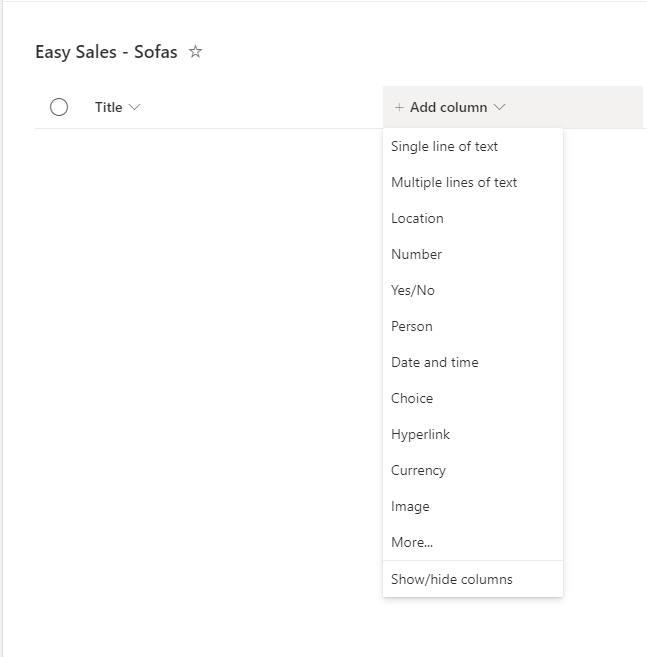 Easy Sales - Sofas
Title
+ Add column
Single line of text
Multiple lines of text
Location
Number
Yes/No
Person
Date and time
Choice
Hyperlink
Currency
Image
More...
Show/hide columns